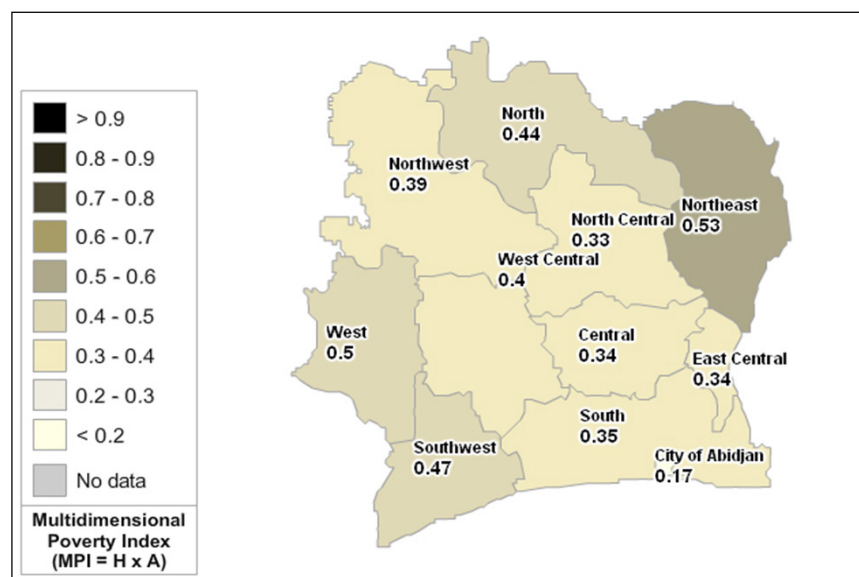 > 0.9
0.8 - 0.9
0.7 - 0.8
0.6 - 0.7
0.5 - 0.6
0.4 - 0.5
0.3 - 0.4
0.2 - 0.3
< 0.2
No data
Multidimensional
Poverty Index
(MPI = H x A)
North
0.44
Northwest
0.39
Northeast
0.53
North Central
0.33
West Central
0.4
West
0.5
Central
0.34
East Central
0.34
South
0.35
Southwest
0.47
City of Abidjan
0.17